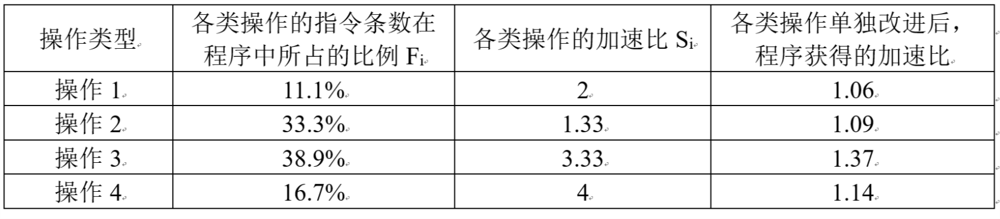 操作类型
各类操作的指令条数在
程序中所占的比例 Fi
各类操作的加速比 Si
各类操作单独改进后，
程序获得的加速比
操作 1
11.1%
2
1.06
操作 2
33.3%
1.33
1.09
操作 3
38.9%
3.33
1.37
操作 4
16.7%
4
1.14